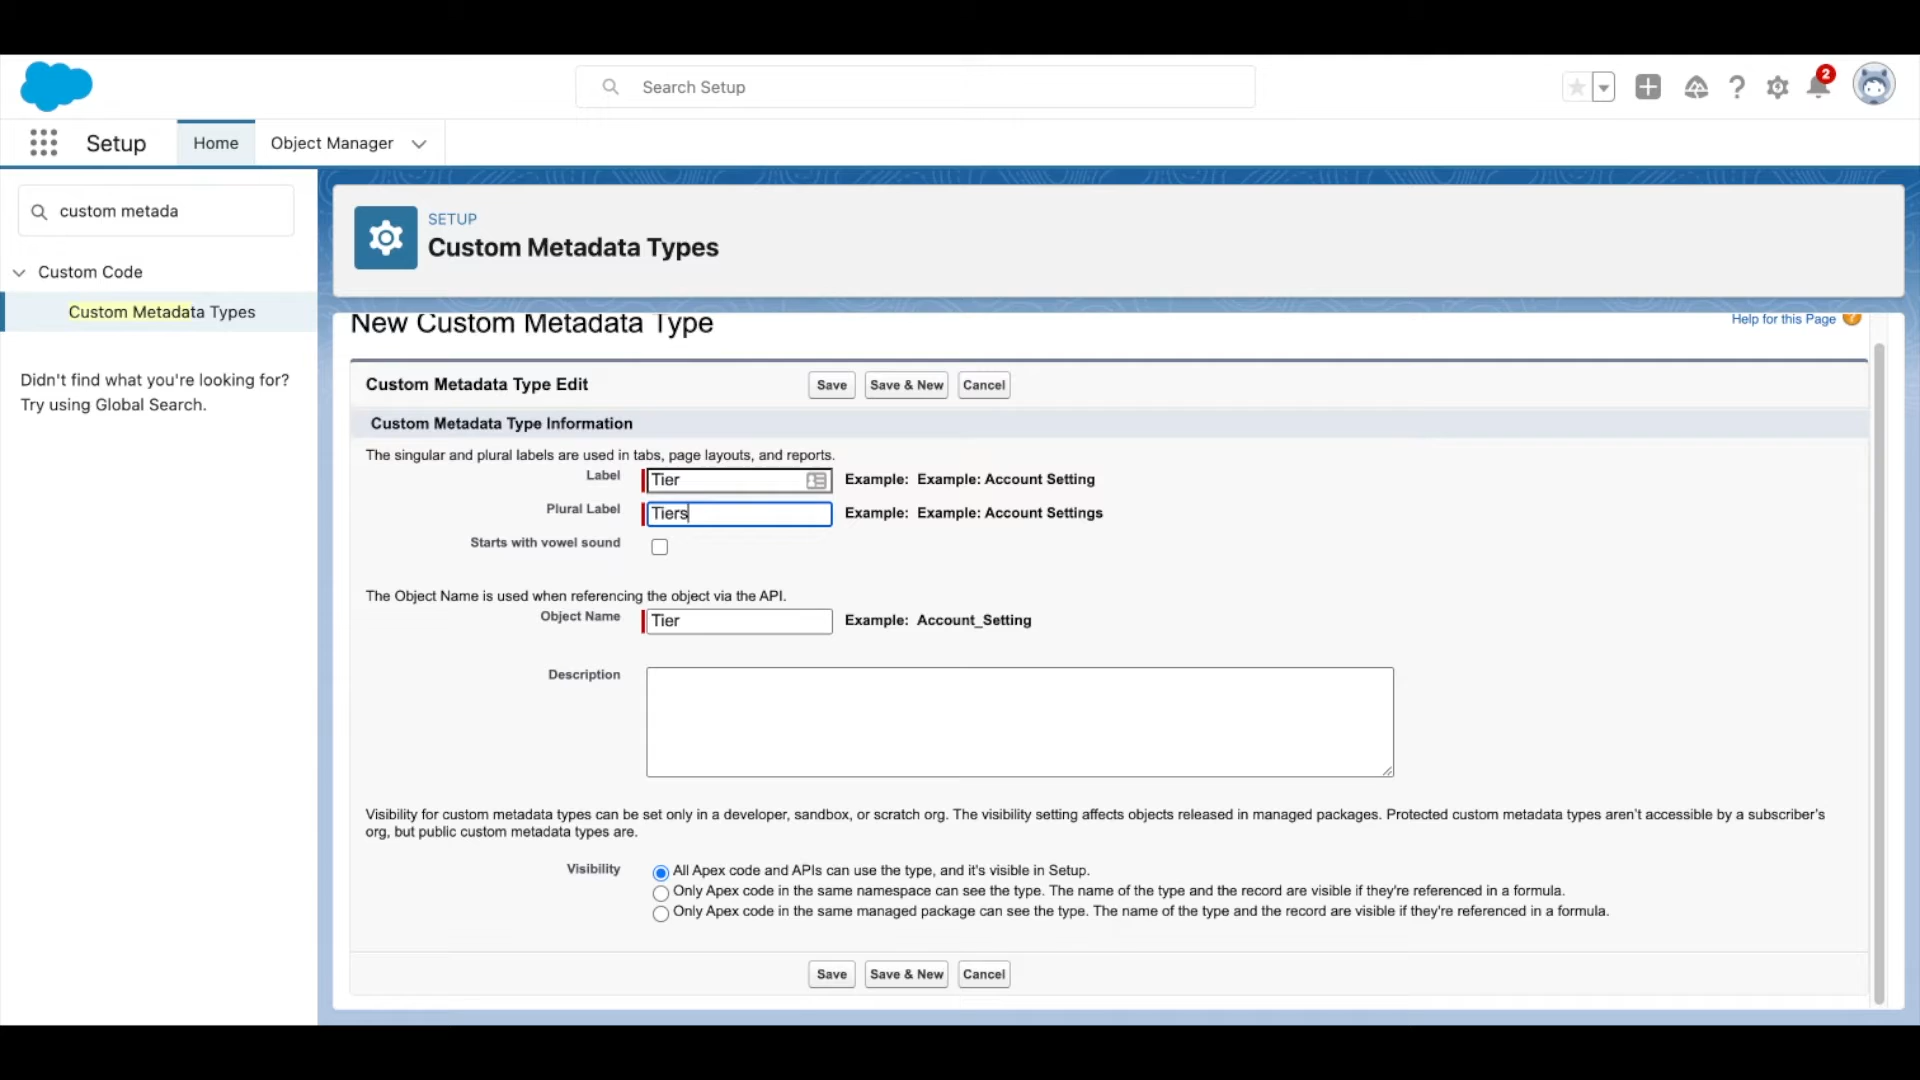 Search Setup
2
Setup
Home
Object Manager
custom metada
Custom Code
Custom Metadata Types
Didn't find what you're looking for?
Try using Global Search.
SETUP
Custom Metadata Types
New Custom Metadata Type
Help for this Page
Custom Metadata Type Edit
Save
Save & New
Cancel
Custom Metadata Type Information
The singular and plural labels are used in tabs, page layouts, and reports.
Label
Tier
Example: Example: Account Setting
Plural Label
Tiers
Example: Example: Account Settings
Starts with vowel sound
The Object Name is used when referencing the object via the API.
Object Name
Tier
Example: Account_Setting
Description
Visibility for custom metadata types can be set only in a developer, sandbox, or scratch org. The visibility setting affects objects released in managed packages. Protected custom metadata types aren't accessible by a subscriber's
org, but public custom metadata types are.
Visibility
All Apex code and APIs can use the type, and it's visible in Setup.
Only Apex code in the same namespace can see the type. The name of the type and the record are visible if they're referenced in a formula.
Only Apex code in the same managed package can see the type. The name of the type and the record are visible if they're referenced in a formula.
Save
Save & New
Cancel